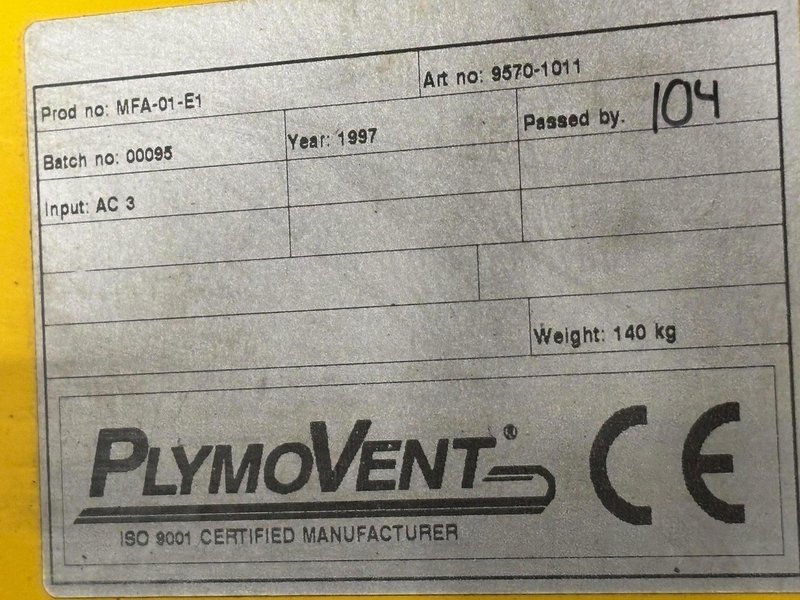 Prod no: MFA-01-E1 Art no: 9570-1011
Batch no: 00095 Year: 1997 Passed by. 104
Input: AC 3
Weight: 140 kg
PLYMOVENT® CE
ISO 9001 CERTIFIED MANUFACTURER